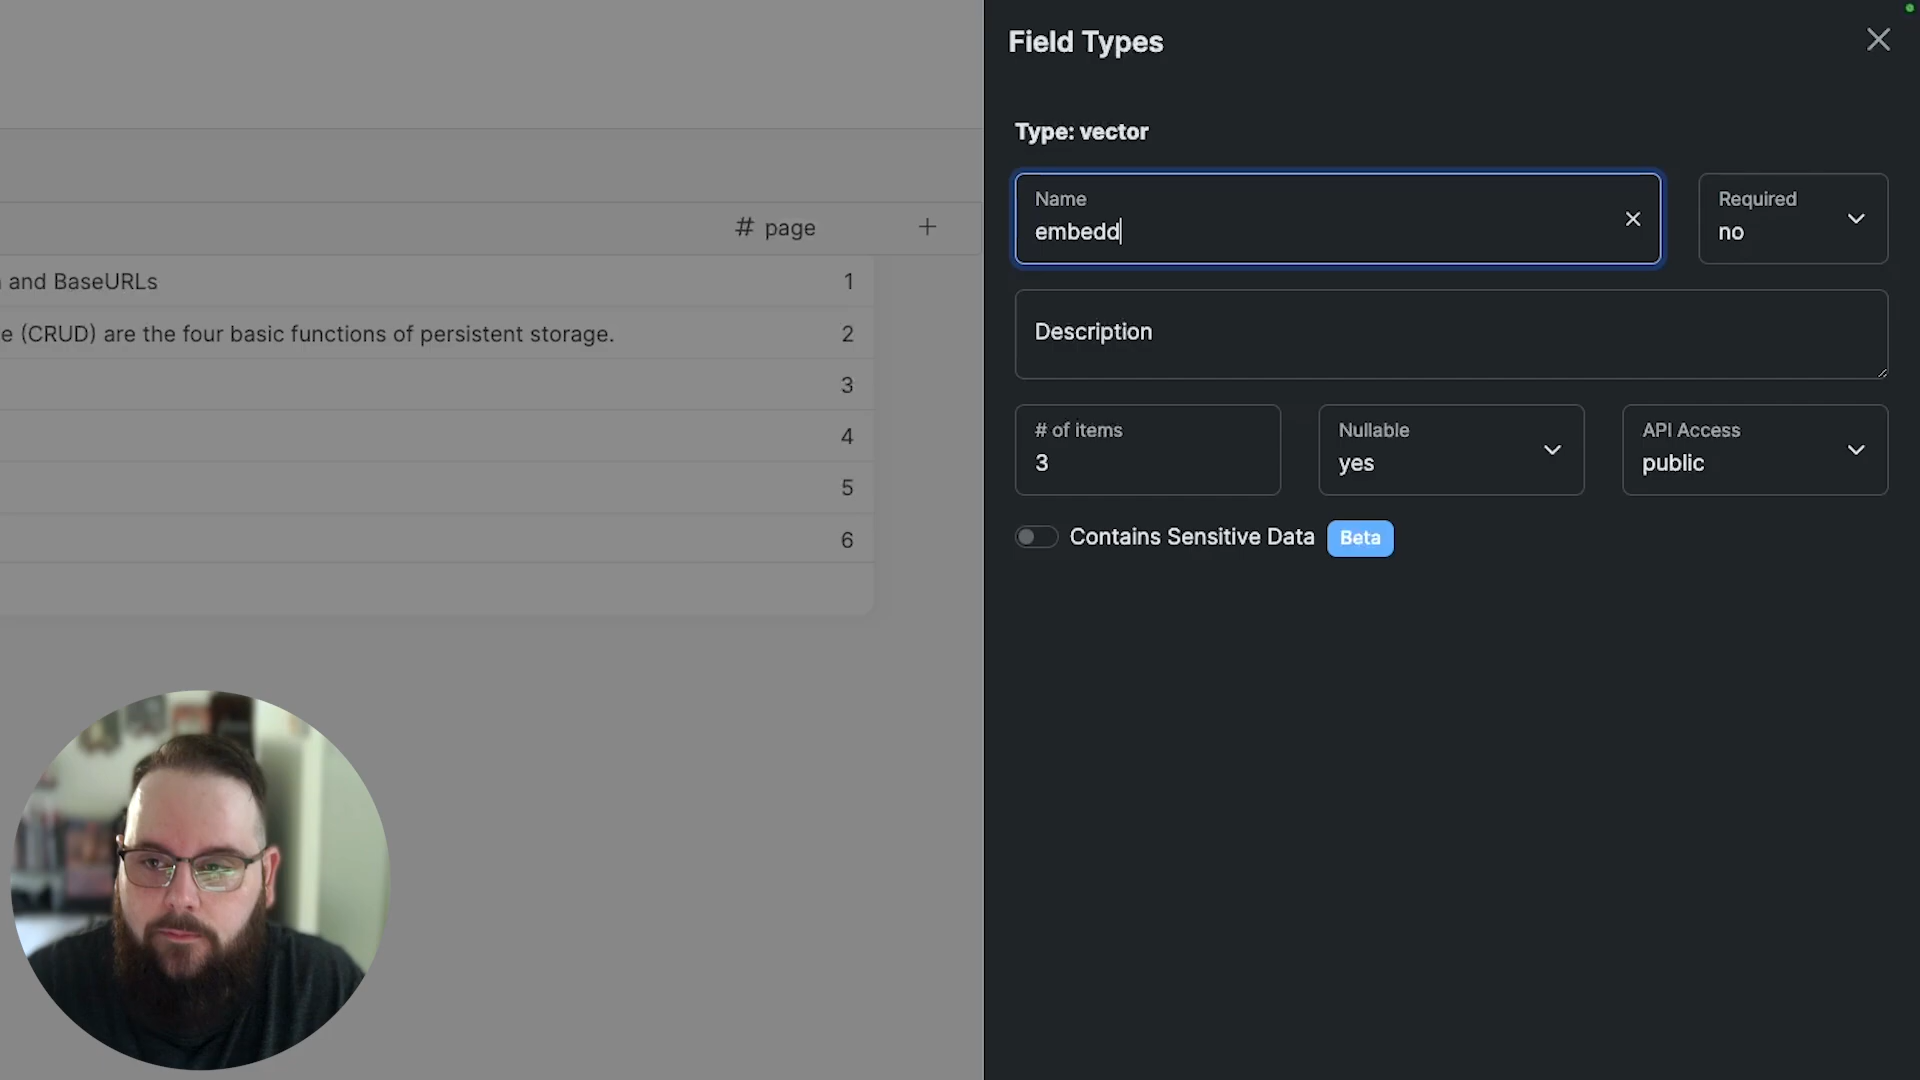 Field Types
Type: vector
Name
embedd
Required
no
Description
# of items
3
Nullable
yes
API Access
public
Contains Sensitive Data Beta
# page
and BaseURLs 1
e (CRUD) are the four basic functions of persistent storage. 2
3
4
5
6